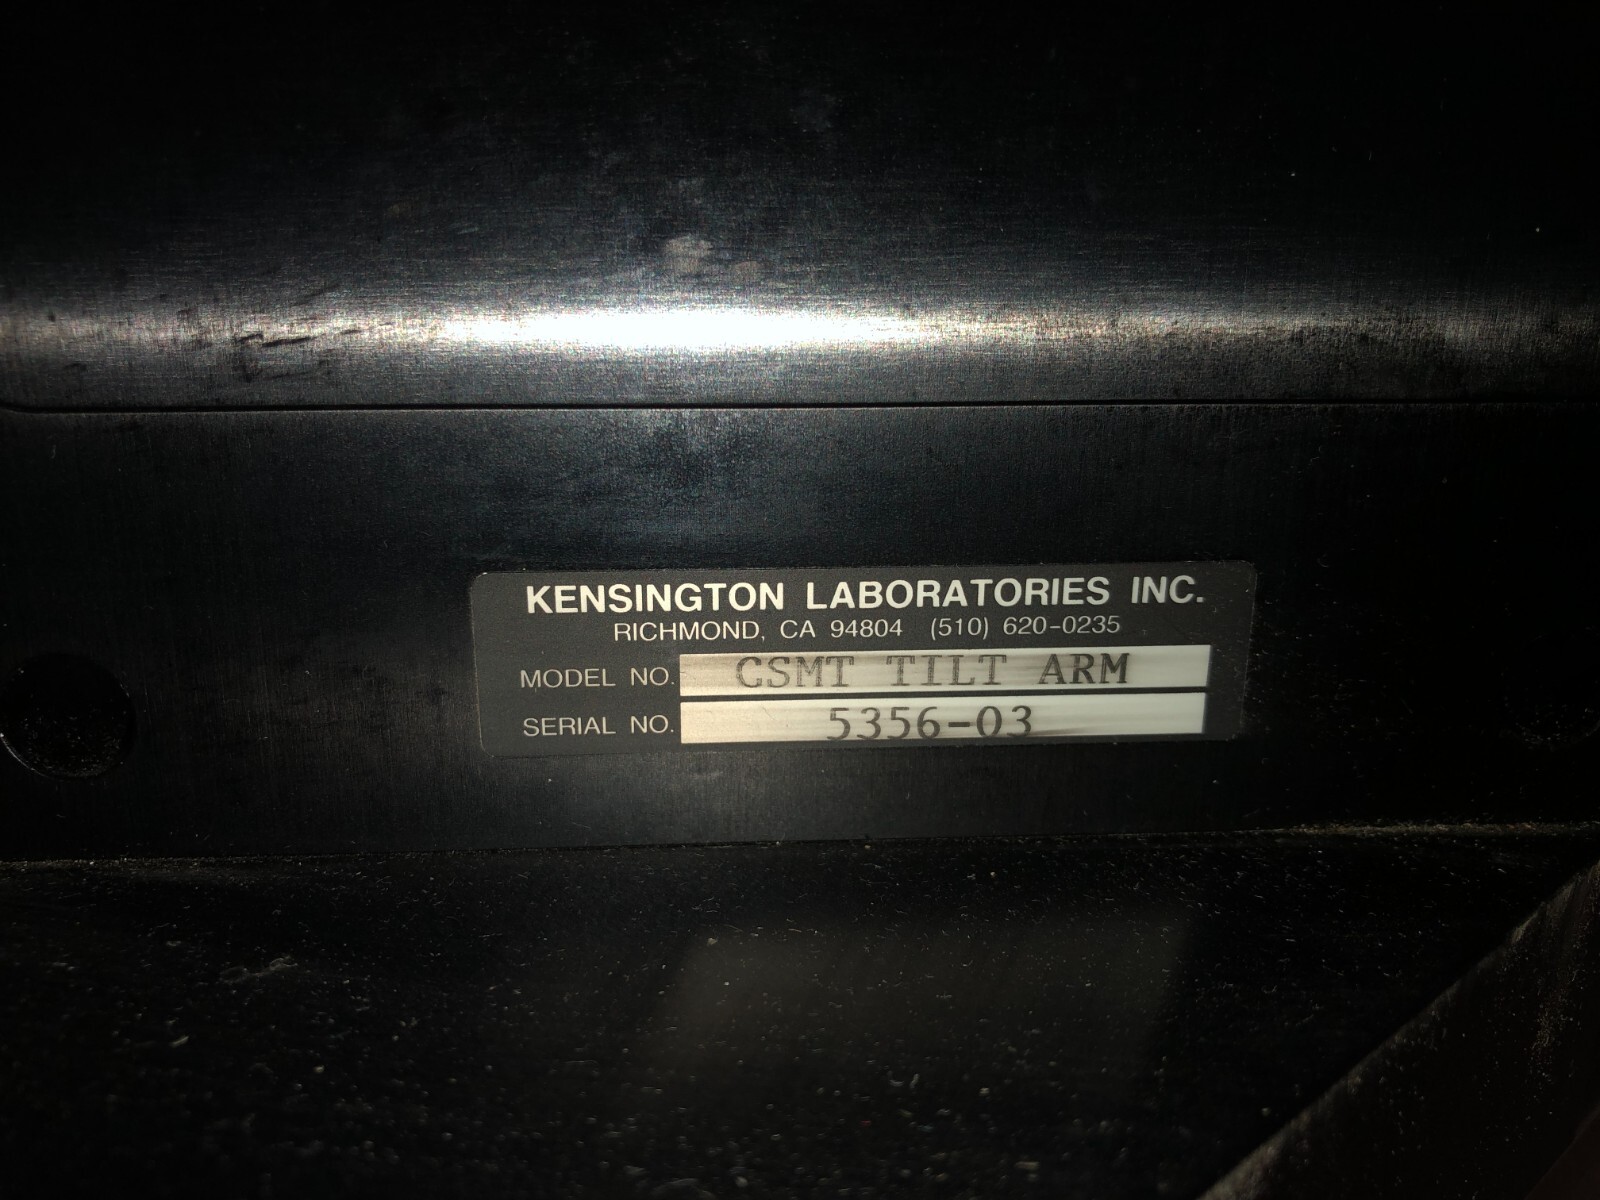 KENSINGTON LABORATORIES INC.
RICHMOND, CA 94804 (510) 620-0235
MODEL NO. CSMT TILT ARM
SERIAL NO. 5356-03